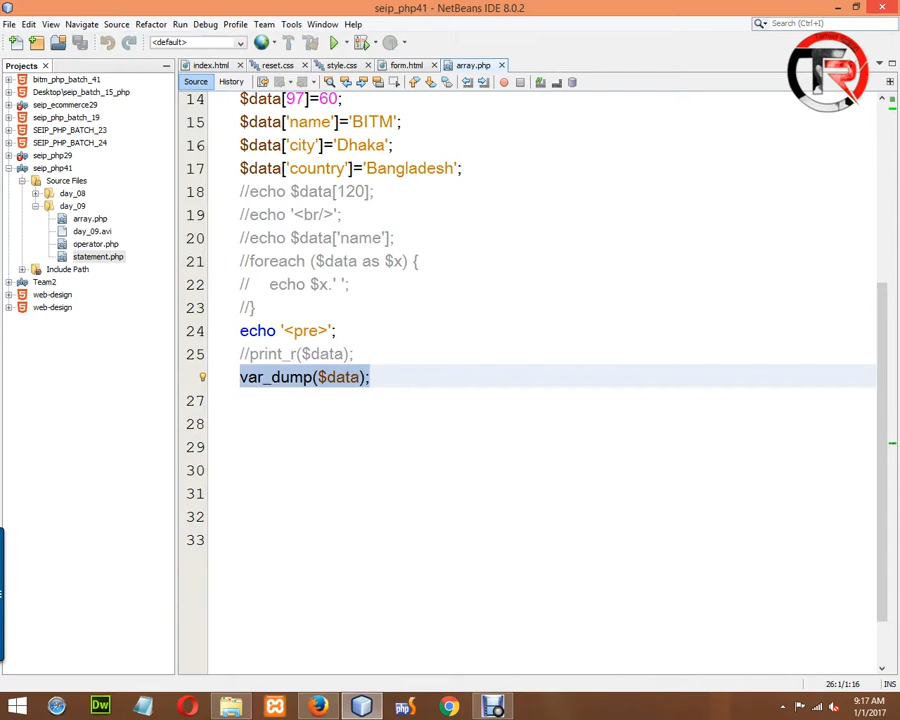 seip_php41 - NetBeans IDE 8.0.2
File Edit View Navigate Source Refactor Run Debug Profile Team Tools Window Help
Search (Ctrl+I)
<default>
Projects
index.html reset.css style.css form.html array.php
Source History
bitm_php_batch_41
Desktop\seip_batch_15_php
seip_ecommerce29
seip_php_batch_19
SEIP_PHP_BATCH_23
SEIP_PHP_BATCH_24
seip_php29
seip_php41
Source Files
day_08
day_09
array.php
day_09.avi
operator.php
statement.php
Include Path
Team2
web-design
web-design
14 $data[97]=60;
15 $data['name']='BITM';
16 $data['city']='Dhaka';
17 $data['country']='Bangladesh';
18 //echo $data[120];
19 //echo '<br/>';
20 //echo $data['name'];
21 //foreach ($data as $x) {
22 // echo $x.' ';
23 //}
24 echo '<pre>';
25 //print_r($data);
var_dump($data);
27
28
29
30
31
32
33
TR
26:1/1:16 INS
Dw
php
9:17 AM
1/1/2017